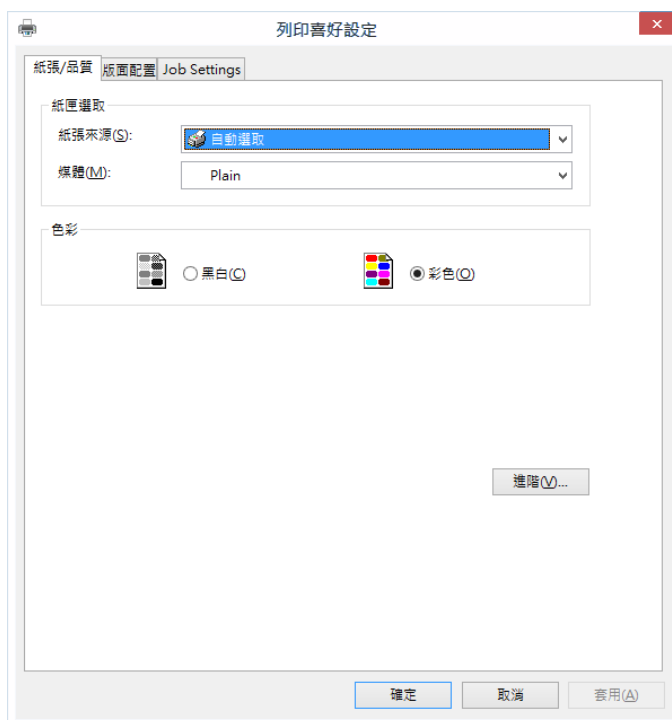 列印喜好設定
紙張/品質 版面配置 Job Settings
紙匣選取
紙張來源(S): 自動選取
媒體(M): Plain
色彩
黑白(C) 彩色(O)
進階(V)...
確定 取消 套用(A)